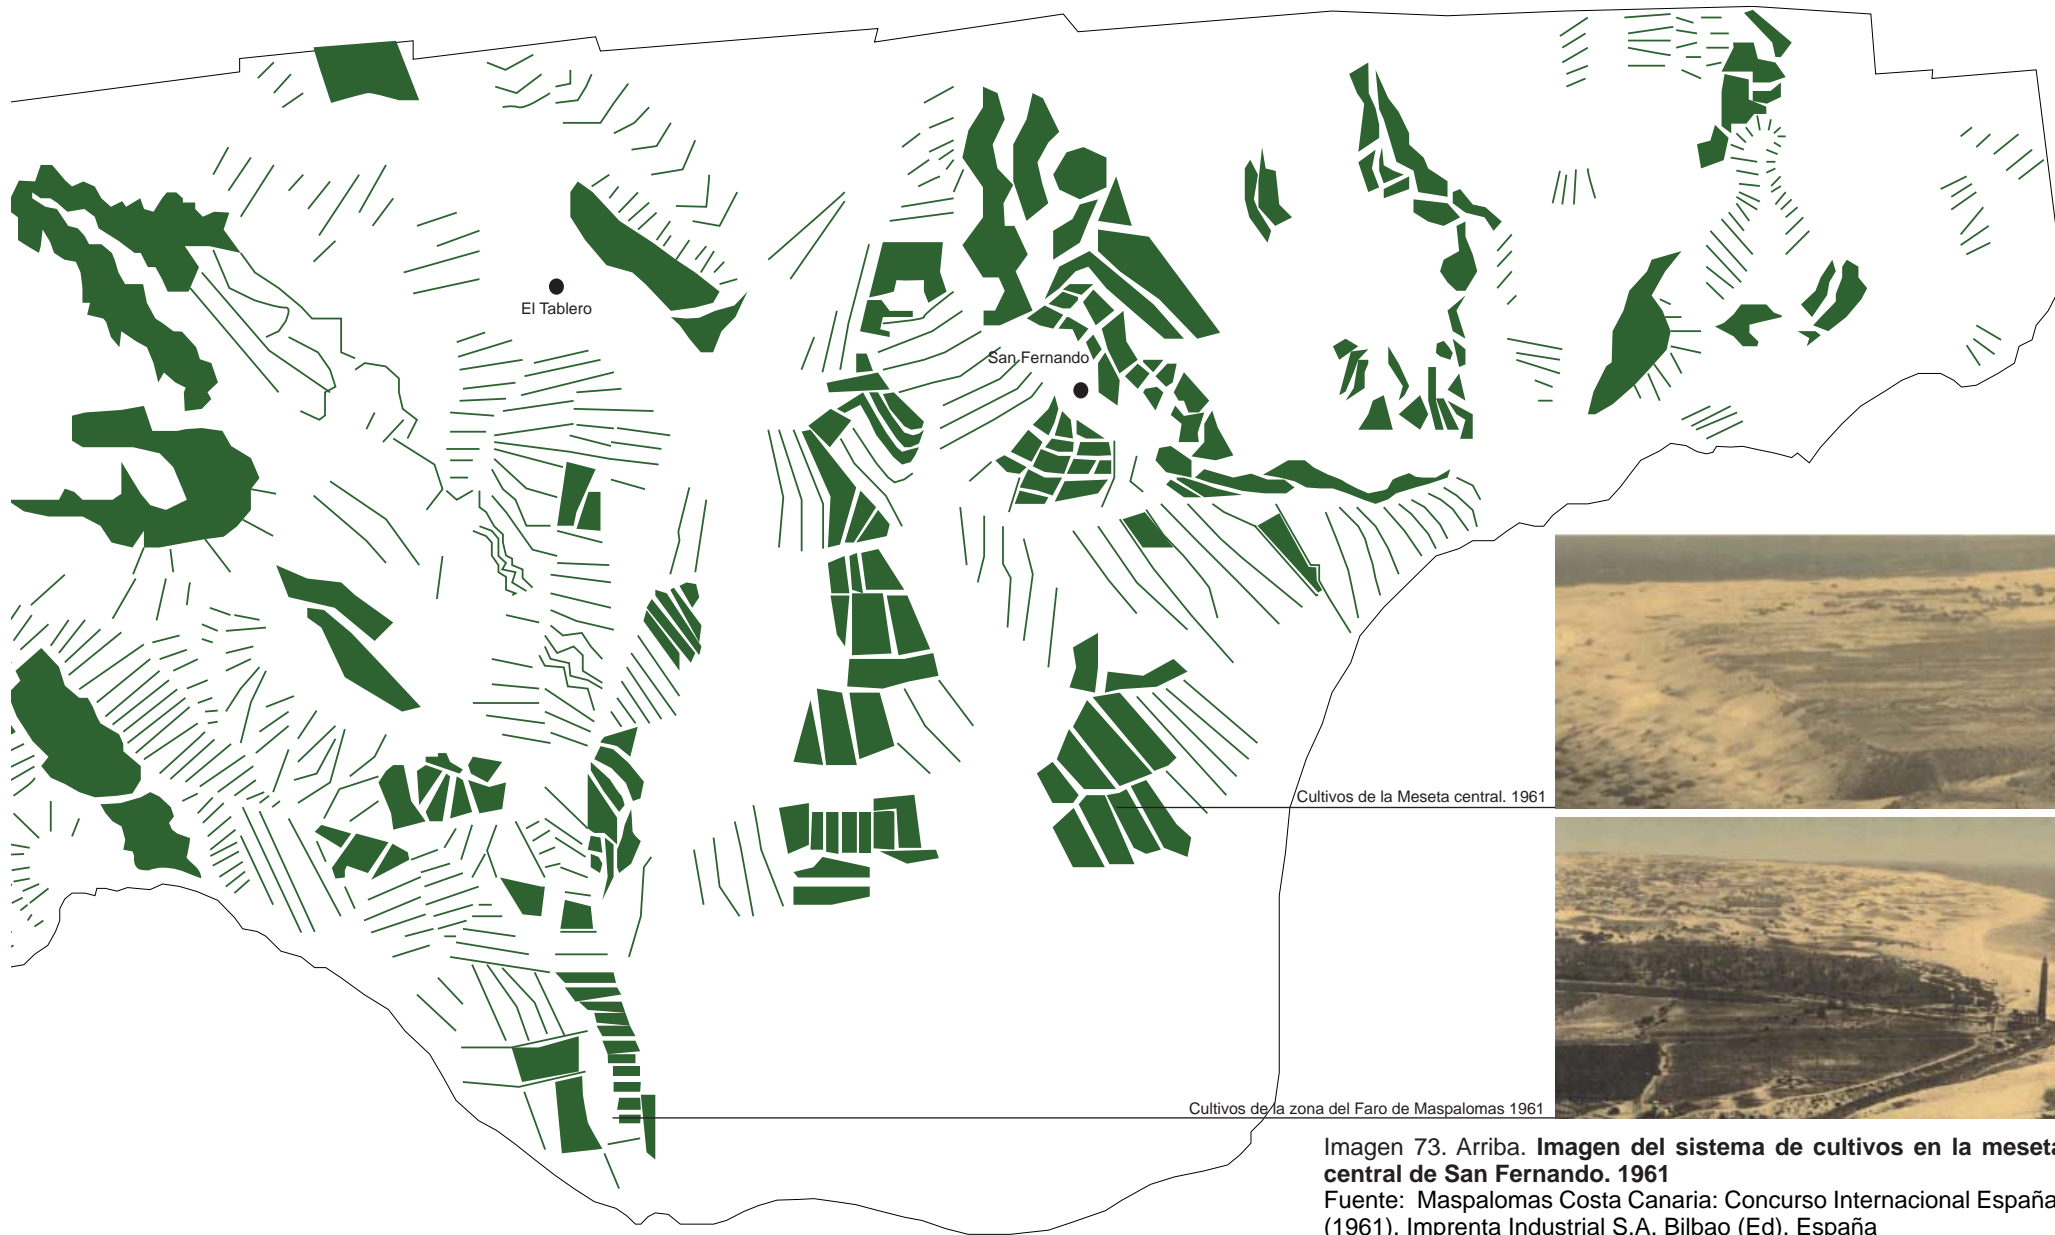 El Tablero
San Fernando
Cultivos de la Meseta central. 1961
Cultivos de la zona del Faro de Maspalomas 1961
Imagen 73. Arriba. Imagen del sistema de cultivos en la meseta
central de San Fernando. 1961
Fuente: Maspalomas Costa Canaria: Concurso Internacional España
(1961). Imprenta Industrial S.A. Bilbao (Ed). España